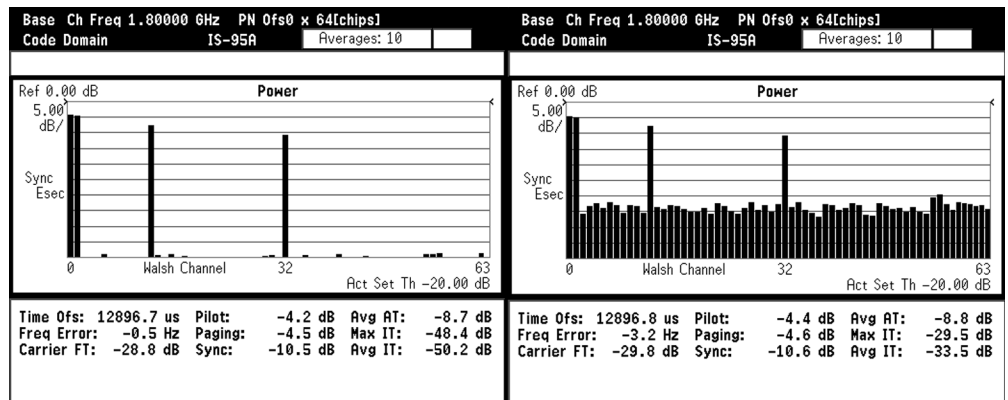 Base Ch Freq 1.80000 GHz PN Ofs0 x 64[chips]
Code Domain IS-95A Averages: 10
Ref 0.00 dB Power
5.00
dB/
Sync
Esec
0 Walsh Channel 32 63
Act Set Th -20.00 dB
Time Ofs: 12896.7 us Pilot: -4.2 dB Avg AT: -8.7 dB
Freq Error: -0.5 Hz Paging: -4.5 dB Max IT: -48.4 dB
Carrier FT: -28.8 dB Sync: -10.5 dB Avg IT: -50.2 dB
Base Ch Freq 1.80000 GHz PN Ofs0 x 64[chips]
Code Domain IS-95A Averages: 10
Ref 0.00 dB Power
5.00
dB/
Sync
Esec
0 Walsh Channel 32 63
Act Set Th -20.00 dB
Time Ofs: 12896.8 us Pilot: -4.4 dB Avg AT: -8.8 dB
Freq Error: -3.2 Hz Paging: -4.6 dB Max IT: -29.5 dB
Carrier FT: -29.8 dB Sync: -10.6 dB Avg IT: -33.5 dB